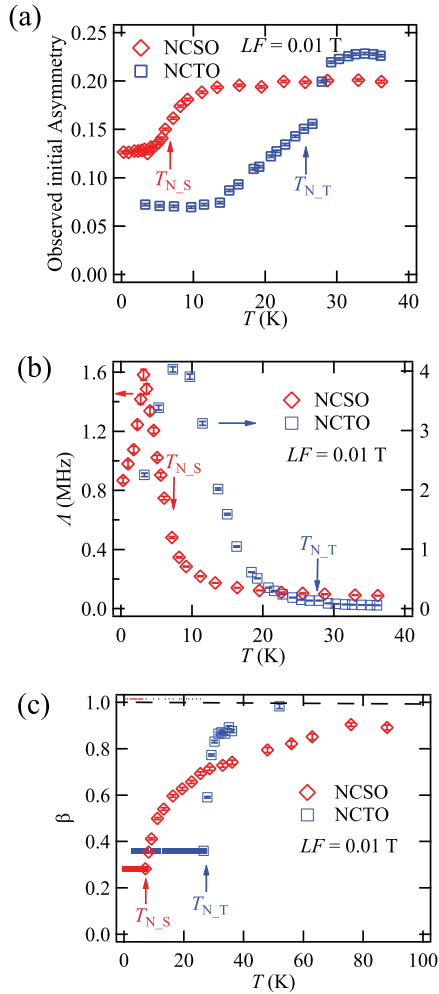 (a)
NCSO
NCTO
LF = 0.01 T
0.25
0.20
0.15
0.10
0.05
0.00
Observed initial Asymmetry
T_N_S
T_N_T
0 10 20 30 40
T (K)
(b)
1.6
1.2
0.8
0.4
0.0
Λ (MHz)
4
3
2
1
0
NCSO
NCTO
LF = 0.01 T
T_N_S
T_N_T
0 10 20 30 40
T (K)
(c)
1.0
0.8
0.6
0.4
0.2
0.0
β
NCSO
NCTO
LF = 0.01 T
T_N_S
T_N_T
0 20 40 60 80 100
T (K)